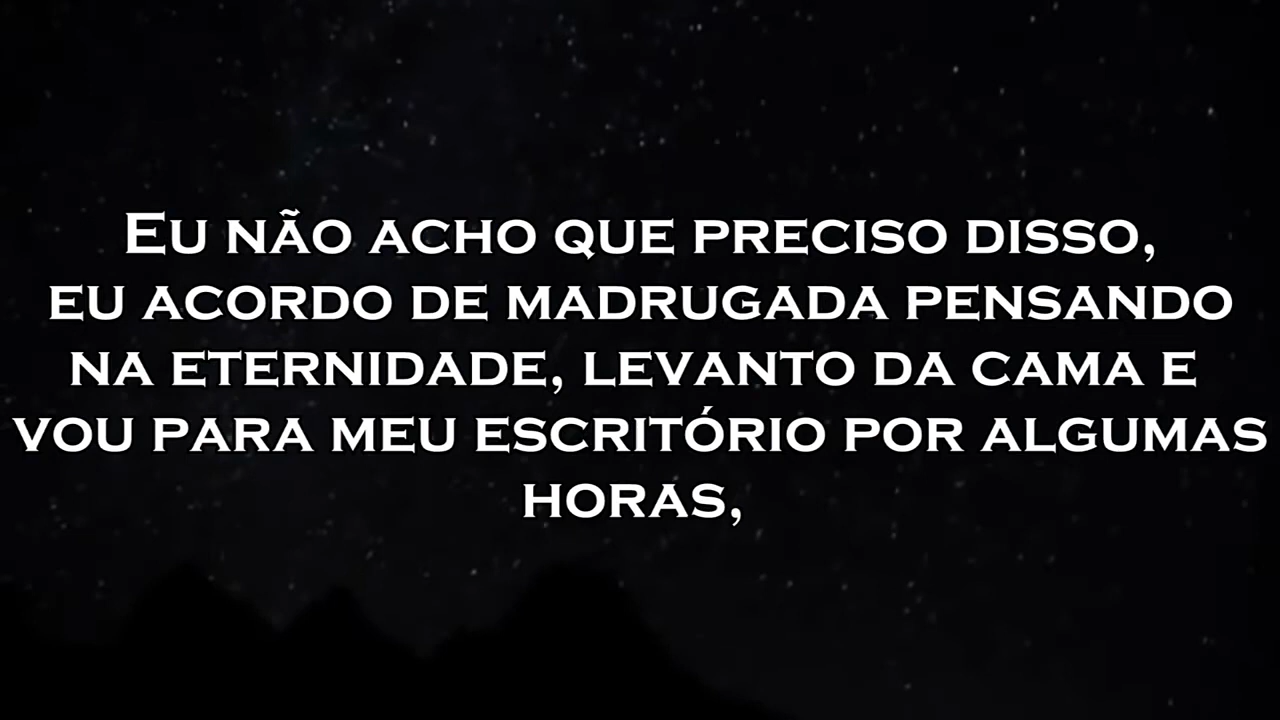 Eu não acho que preciso disso,
eu acordo de madrugada pensando
na eternidade, levanto da cama e
vou para meu escritório por algumas
horas,